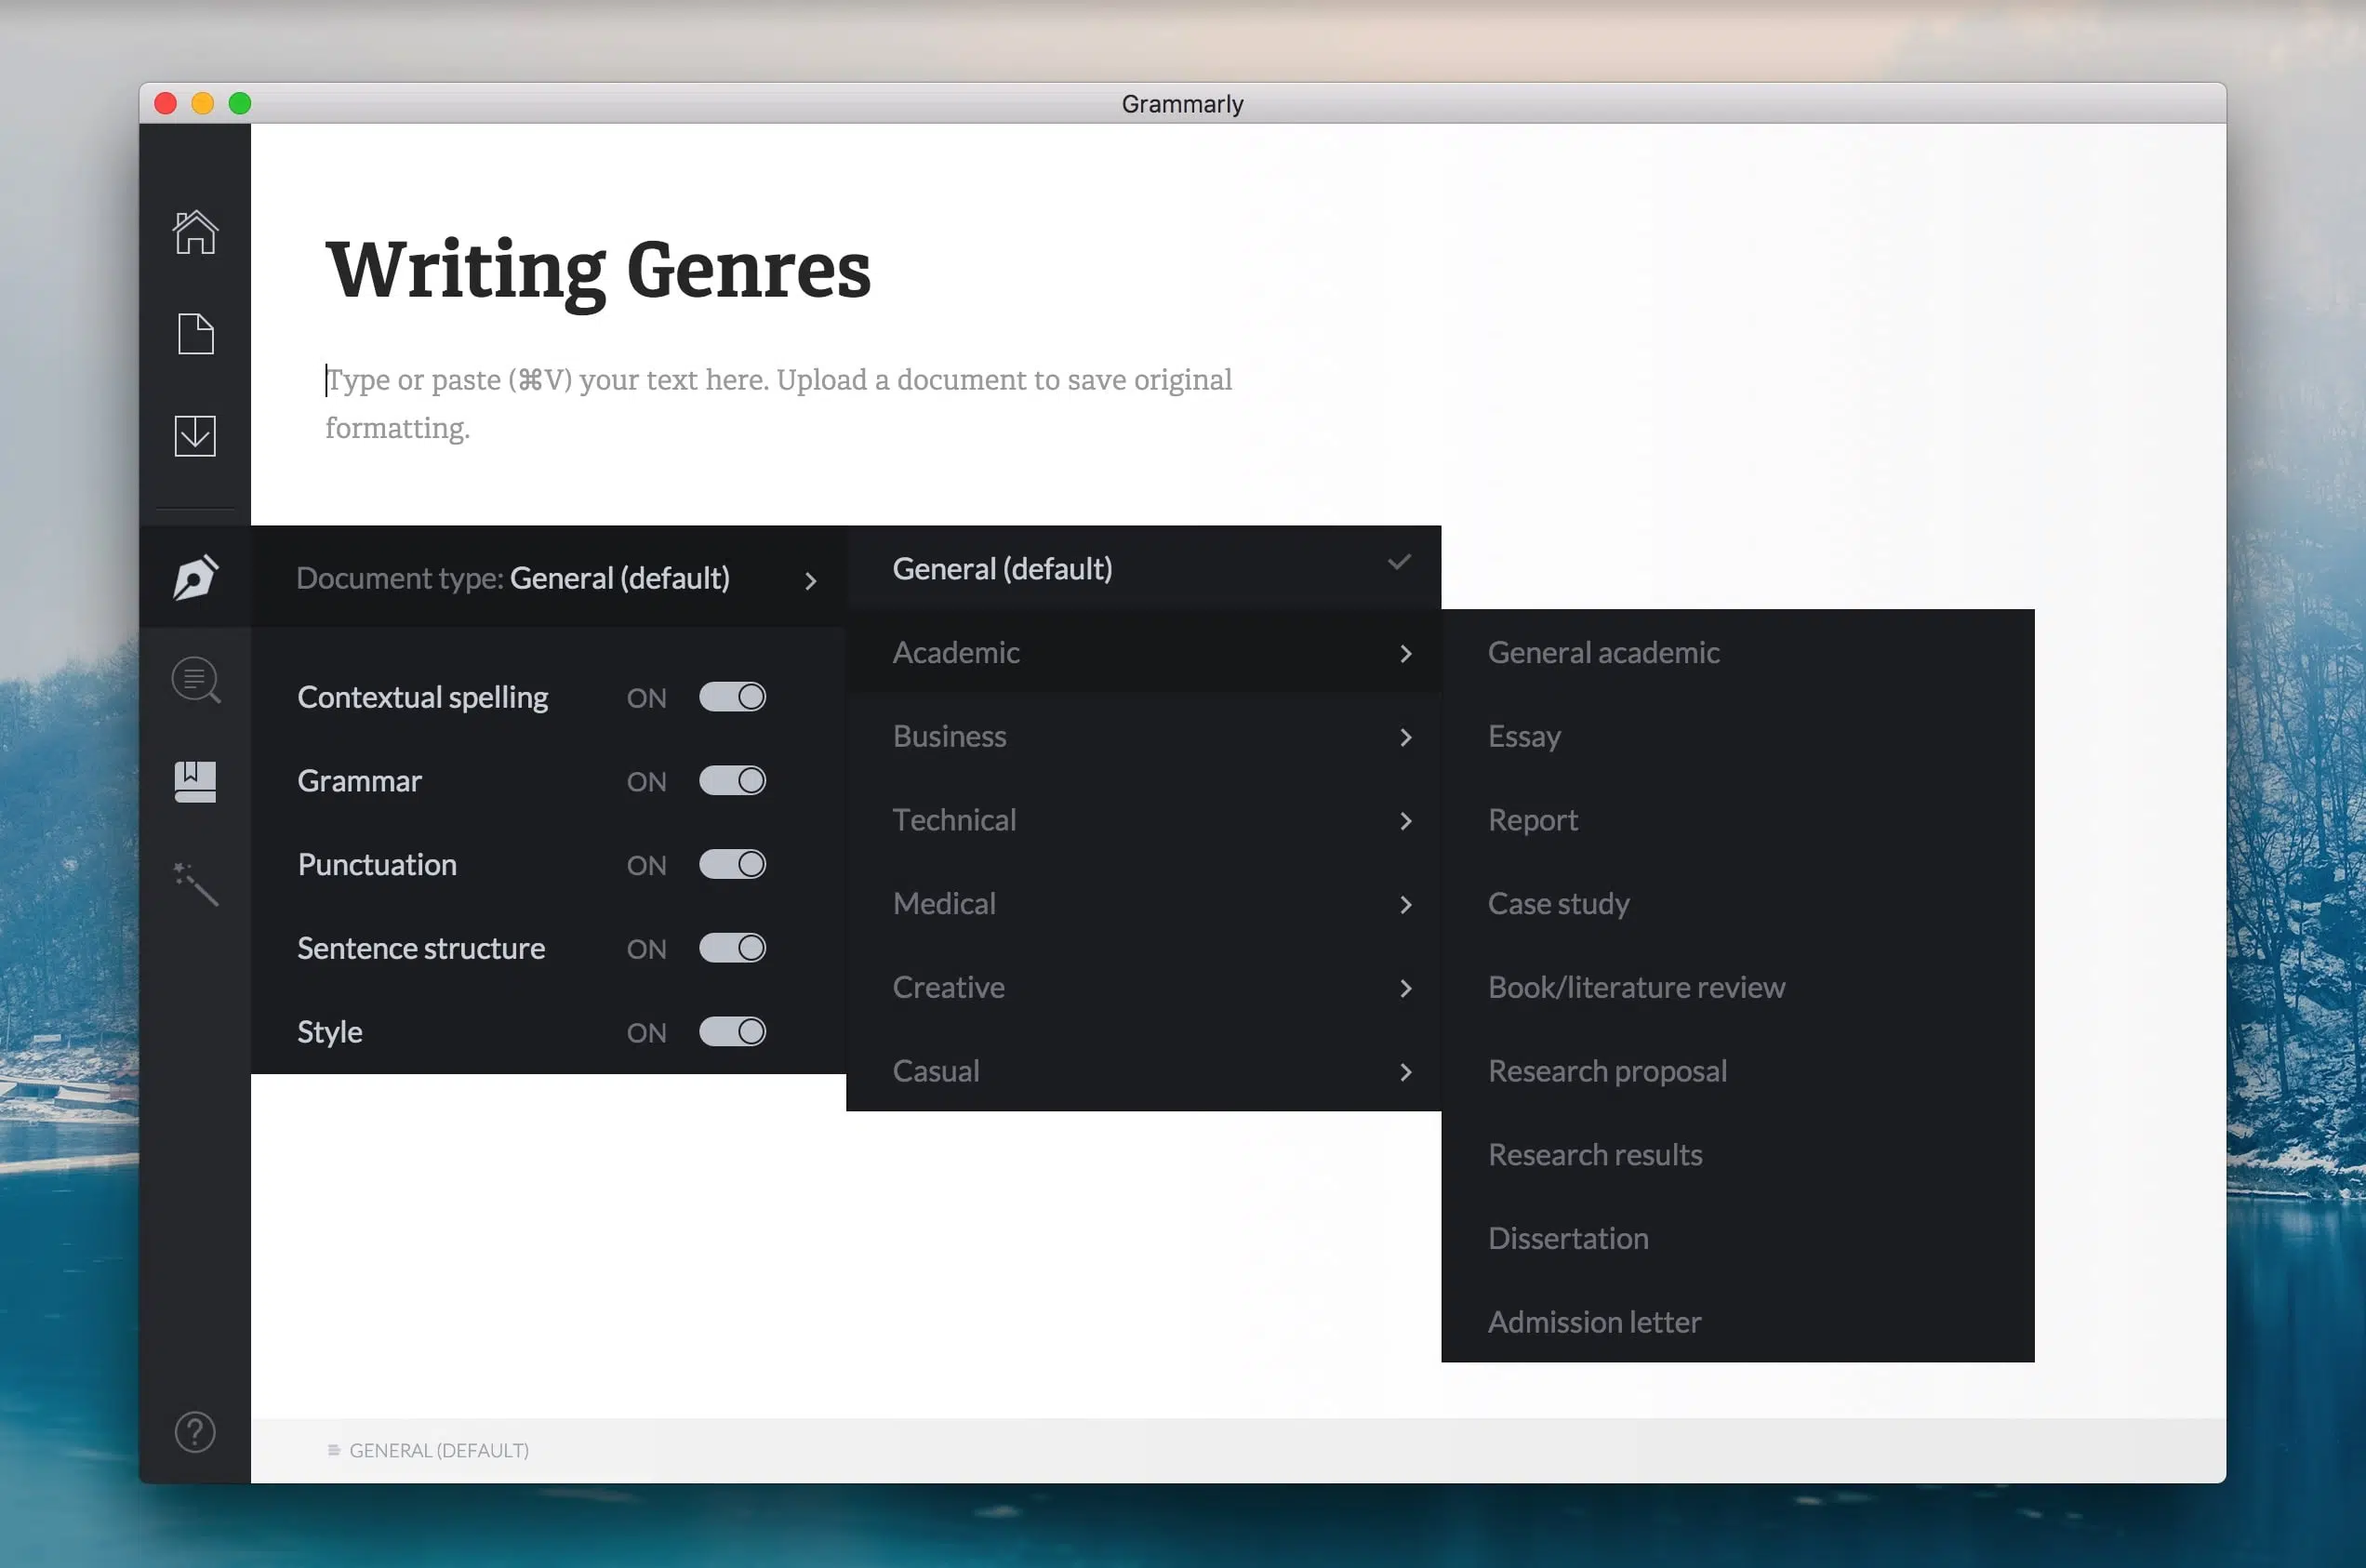 Grammarly
Writing Genres
Type or paste (⌘V) your text here. Upload a document to save original
formatting.
Document type: General (default)
Contextual spelling ON
Grammar ON
Punctuation ON
Sentence structure ON
Style ON
General (default)
Academic
Business
Technical
Medical
Creative
Casual
General academic
Essay
Report
Case study
Book/literature review
Research proposal
Research results
Dissertation
Admission letter
GENERAL (DEFAULT)